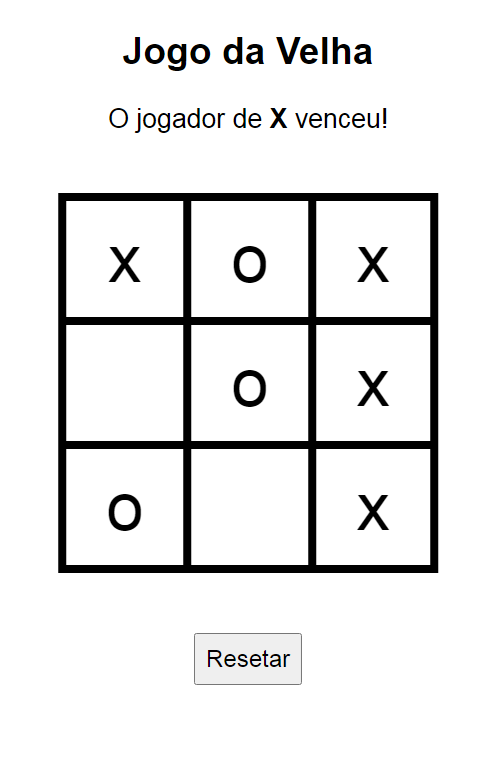 Jogo da Velha
O jogador de X venceu!
X O X
O X
O X
Resetar